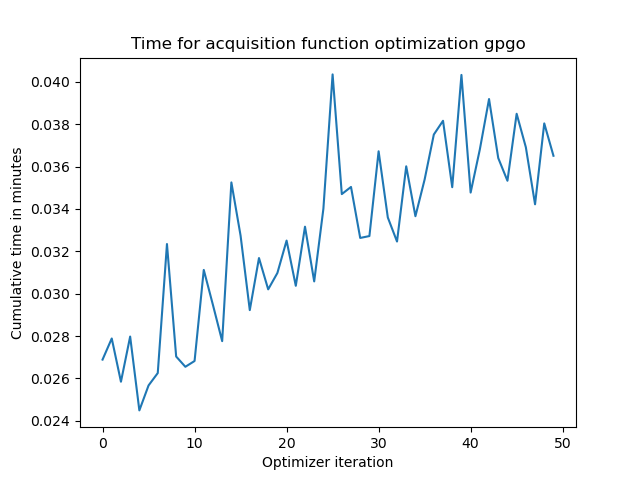 Time for acquisition function optimization gpgo
Cumulative time in minutes
0.040
0.038
0.036
0.034
0.032
0.030
0.028
0.026
0.024
0 10 20 30 40 50
Optimizer iteration